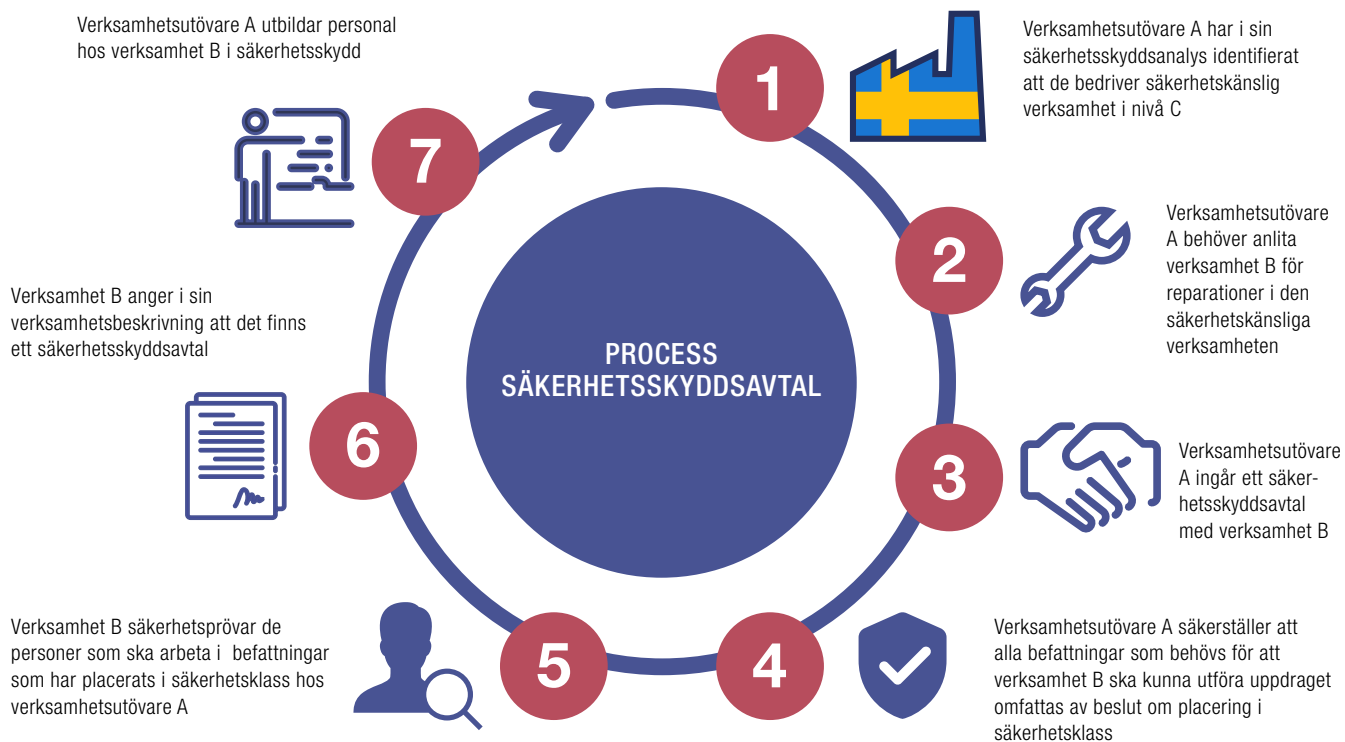 PROCESS
SÄKERHETSSKYDDSAVTAL
1
Verksamhetsutövare A har i sin
säkerhetsskyddsanalys identifierat
att de bedriver säkerhetskänslig
verksamhet i nivå C
2
Verksamhetsutövare
A behöver anlita
verksamhet B för
reparationer i den
säkerhetskänsliga
verksamheten
3
Verksamhetsutövare
A ingår ett säker-
hetsskyddsavtal
med verksamhet B
4
Verksamhetsutövare A säkerställer att
alla befattningar som behövs för att
verksamhet B ska kunna utföra uppdraget
omfattas av beslut om placering i
säkerhetsklass
5
Verksamhet B säkerhetsprövar de
personer som ska arbeta i befattningar
som har placerats i säkerhetsklass hos
verksamhetsutövare A
6
Verksamhet B anger i sin
verksamhetsbeskrivning att det finns
ett säkerhetsskyddsavtal
7
Verksamhetsutövare A utbildar personal
hos verksamhet B i säkerhetsskydd